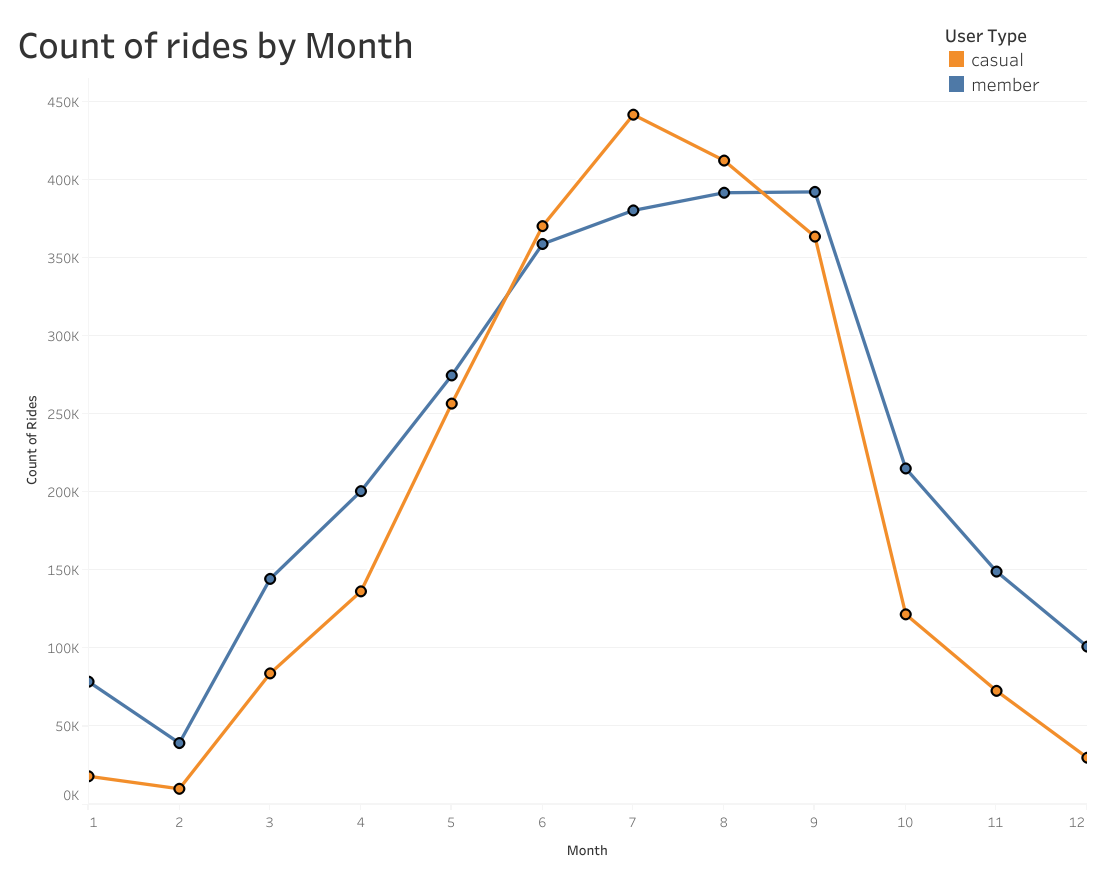 Count of rides by Month
User Type
casual
member
450K
400K
350K
300K
250K
200K
150K
100K
50K
0K
Count of Rides
1 2 3 4 5 6 7 8 9 10 11 12
Month